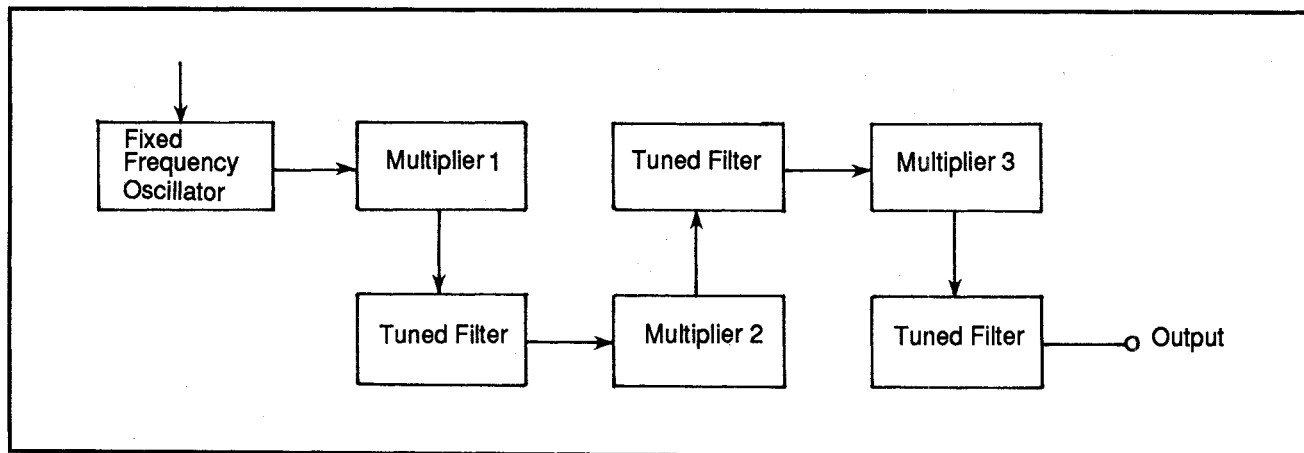 Fixed
Frequency
Oscillator
Multiplier 1
Tuned Filter
Multiplier 2
Tuned Filter
Multiplier 3
Tuned Filter
Output